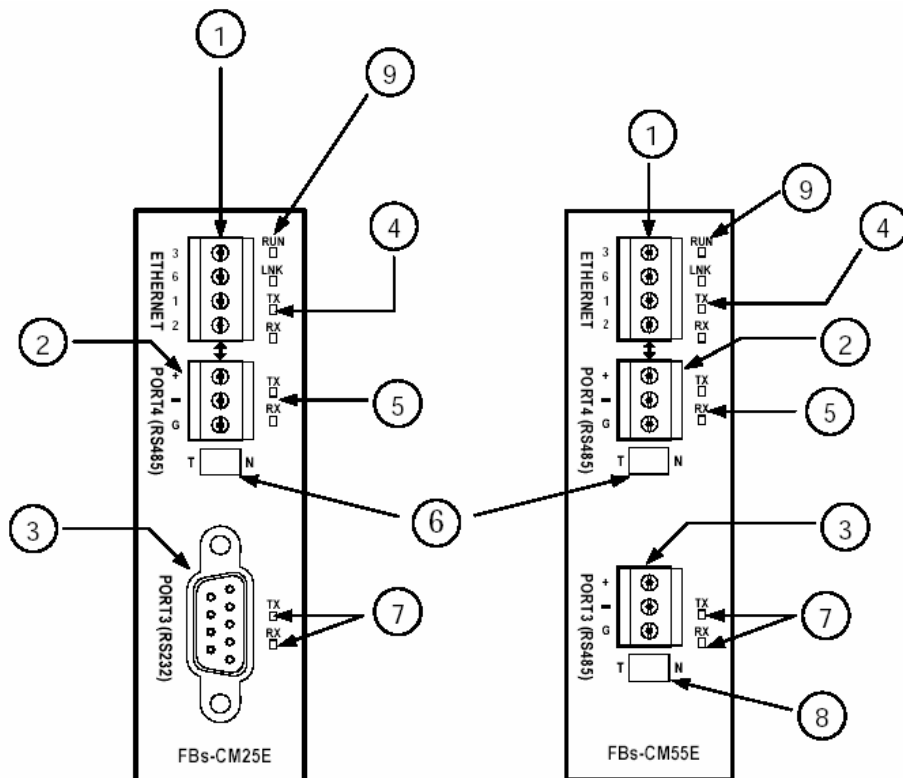 1
9
4
2
5
6
3
7
ETHERNET
3
6
1
2
RUN
LNK
TX
RX
PORT4 (RS485)
+
−
G
TX
RX
T
N
PORT3 (RS232)
TX
RX
FBs-CM25E
1
9
4
2
5
3
7
8
ETHERNET
3
6
1
2
RUN
LNK
TX
RX
PORT4 (RS485)
+
−
G
TX
RX
T
N
PORT3 (RS485)
+
−
G
TX
RX
T
N
FBs-CM55E